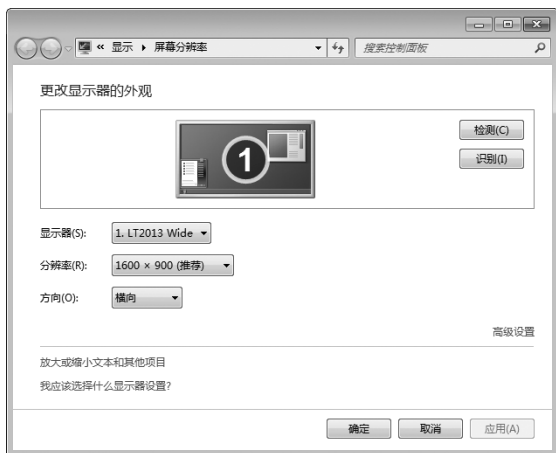 « 显示 › 屏幕分辨率
搜索控制面板
更改显示器的外观
1
检测(C)
识别(I)
显示器(S): 1. LT2013 Wide
分辨率(R): 1600 × 900 (推荐)
方向(O): 横向
高级设置
放大或缩小文本和其他项目
我应该选择什么显示器设置?
确定 取消 应用(A)